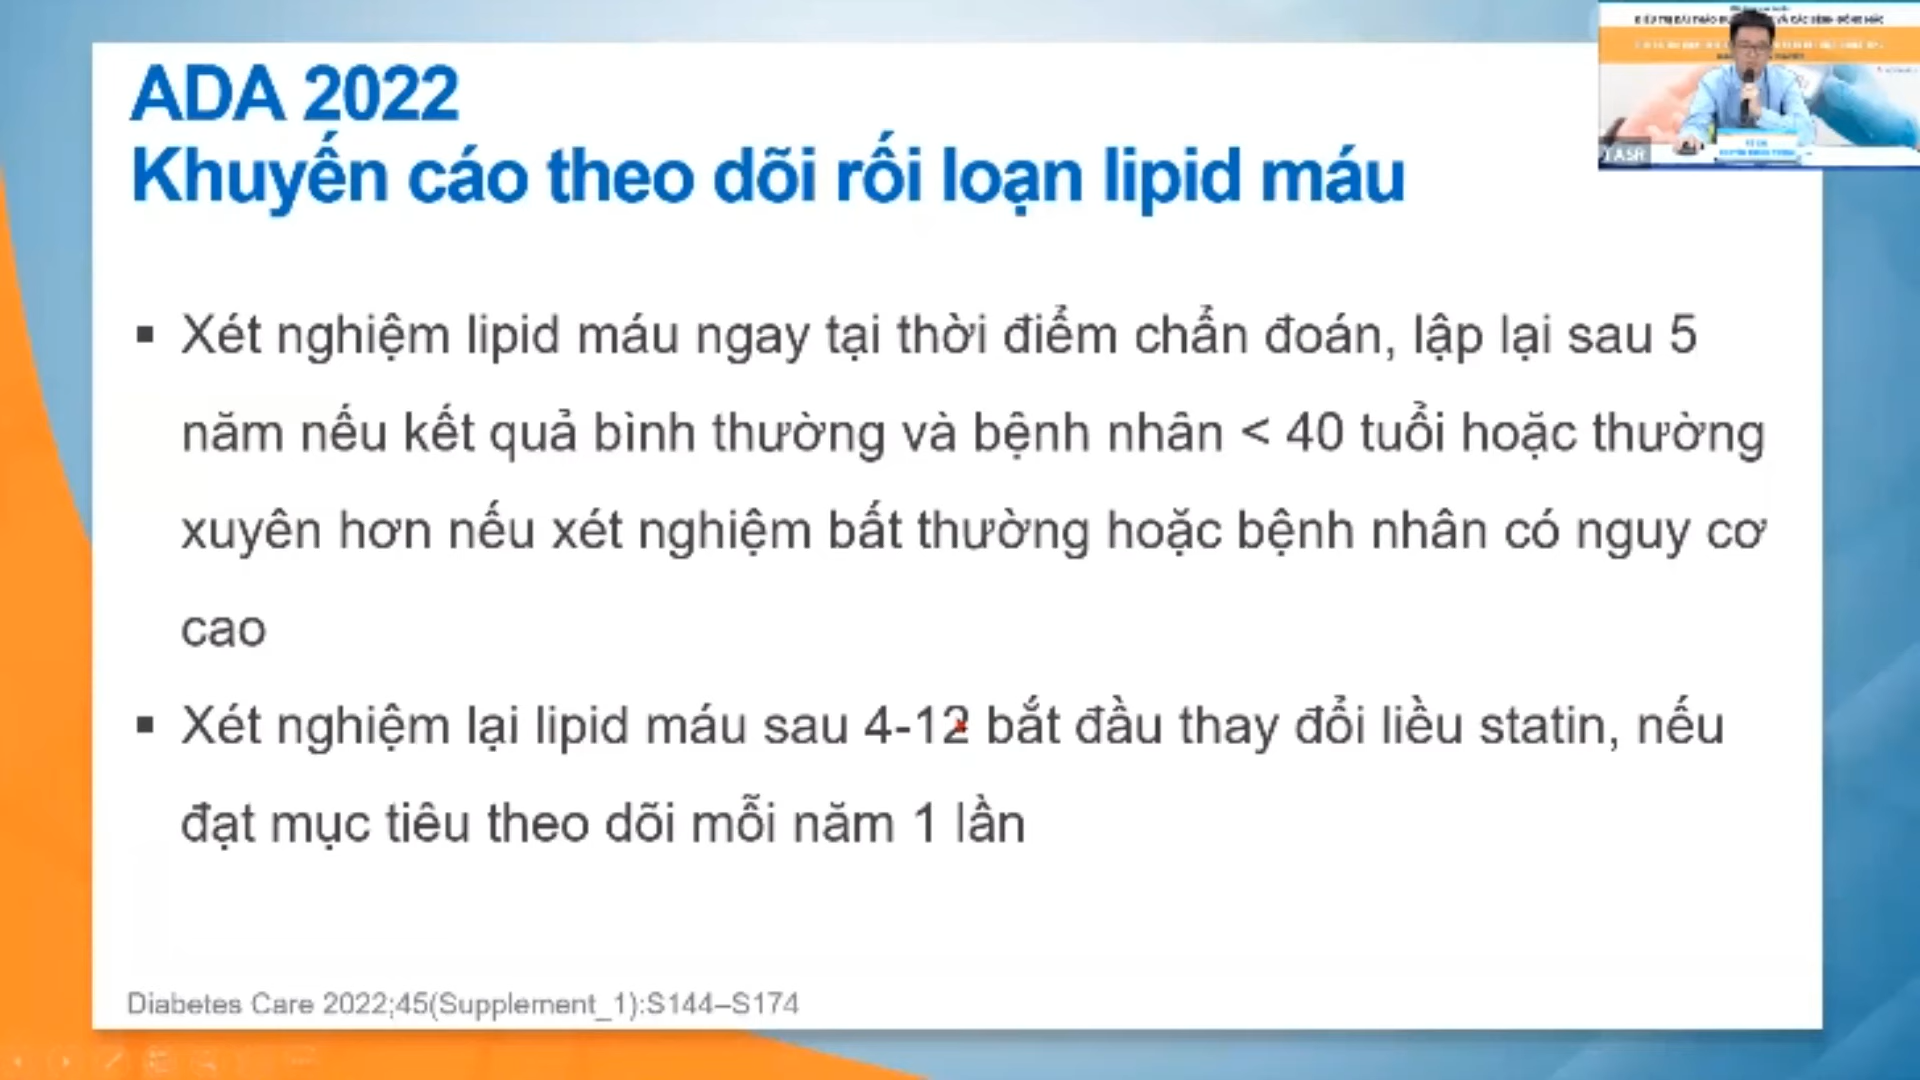 ADA 2022
Khuyến cáo theo dõi rối loạn lipid máu
▪ Xét nghiệm lipid máu ngay tại thời điểm chẩn đoán, lập lại sau 5
năm nếu kết quả bình thường và bệnh nhân < 40 tuổi hoặc thường
xuyên hơn nếu xét nghiệm bất thường hoặc bệnh nhân có nguy cơ
cao
▪ Xét nghiệm lại lipid máu sau 4-12 bắt đầu thay đổi liều statin, nếu
đạt mục tiêu theo dõi mỗi năm 1 lần
Diabetes Care 2022;45(Supplement_1):S144–S174